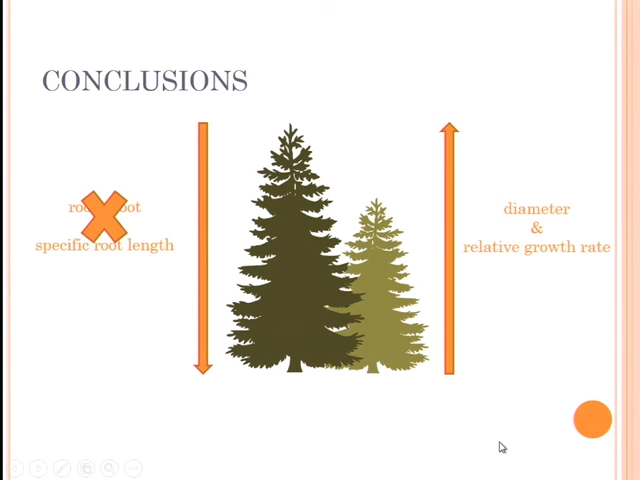 CONCLUSIONS
specific root length
diameter
&
relative growth rate